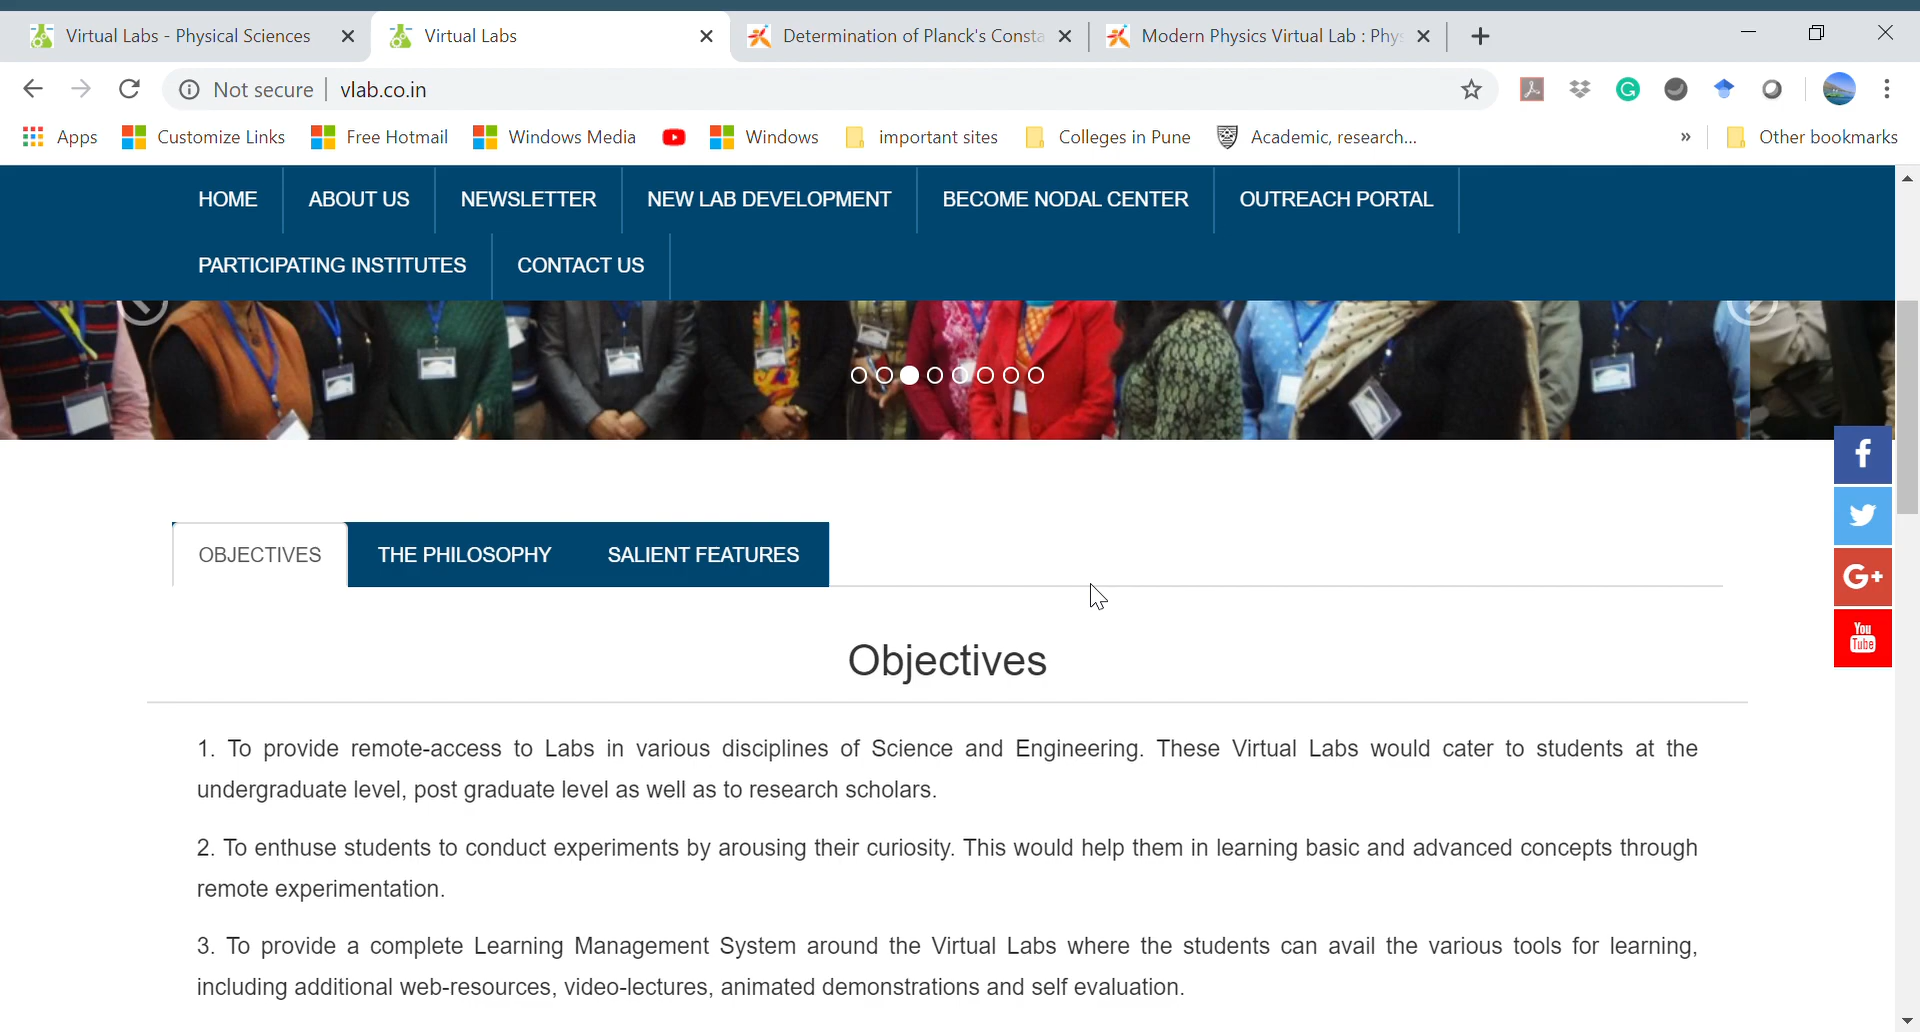 Virtual Labs - Physical Sciences
Virtual Labs
Determination of Planck's Consta
Modern Physics Virtual Lab : Phys
Not secure vlab.co.in
Apps Customize Links Free Hotmail Windows Media Windows important sites Colleges in Pune Academic, research... » Other bookmarks
HOME ABOUT US NEWSLETTER NEW LAB DEVELOPMENT BECOME NODAL CENTER OUTREACH PORTAL
PARTICIPATING INSTITUTES CONTACT US
f
G+
You
Tube
OBJECTIVES THE PHILOSOPHY SALIENT FEATURES
Objectives
1. To provide remote-access to Labs in various disciplines of Science and Engineering. These Virtual Labs would cater to students at the
undergraduate level, post graduate level as well as to research scholars.
2. To enthuse students to conduct experiments by arousing their curiosity. This would help them in learning basic and advanced concepts through
remote experimentation.
3. To provide a complete Learning Management System around the Virtual Labs where the students can avail the various tools for learning,
including additional web-resources, video-lectures, animated demonstrations and self evaluation.